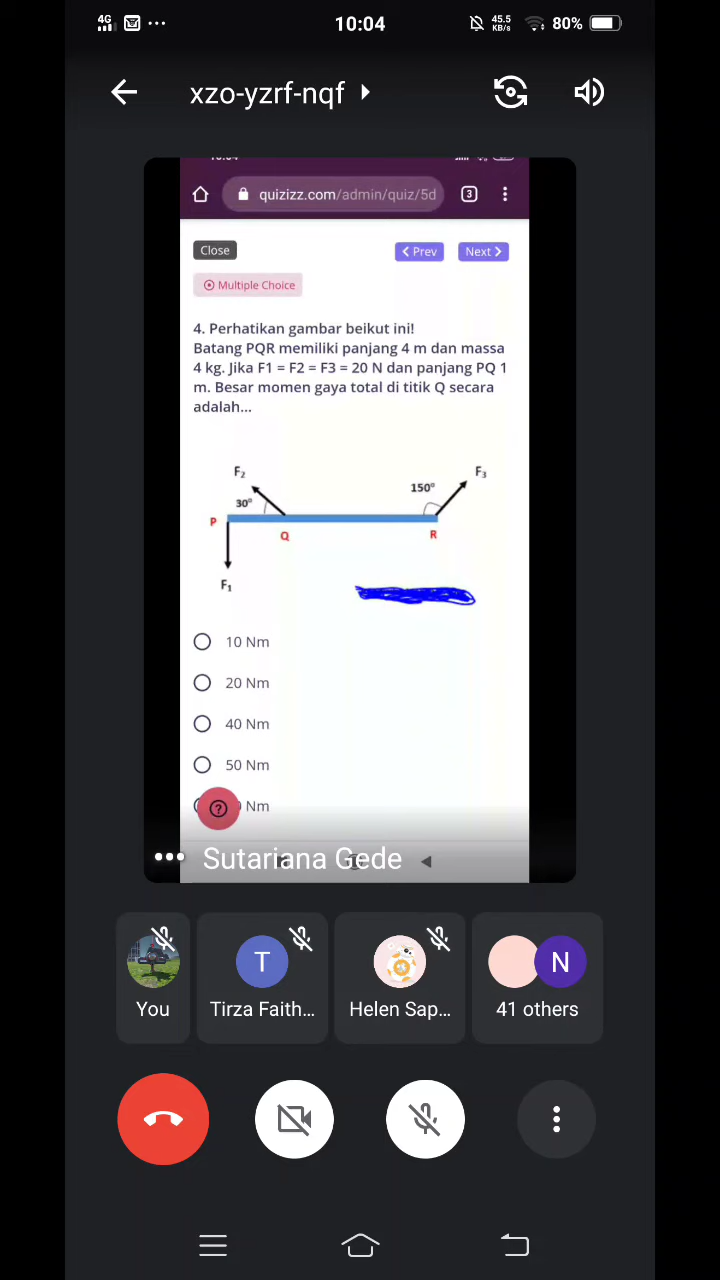 4G
10:04
45.5
KB/s
80%
xzo-yzrf-nqf
quizizz.com/admin/quiz/5d
3
Close
Prev
Next
Multiple Choice
4. Perhatikan gambar beikut ini!
Batang PQR memiliki panjang 4 m dan massa
4 kg. Jika F1 = F2 = F3 = 20 N dan panjang PQ 1
m. Besar momen gaya total di titik Q secara
adalah...
F₂
F₃
30°
150°
P
Q
R
F₁
10 Nm
20 Nm
40 Nm
50 Nm
Nm
Sutariana Gede
T
N
You
Tirza Faith...
Helen Sap...
41 others